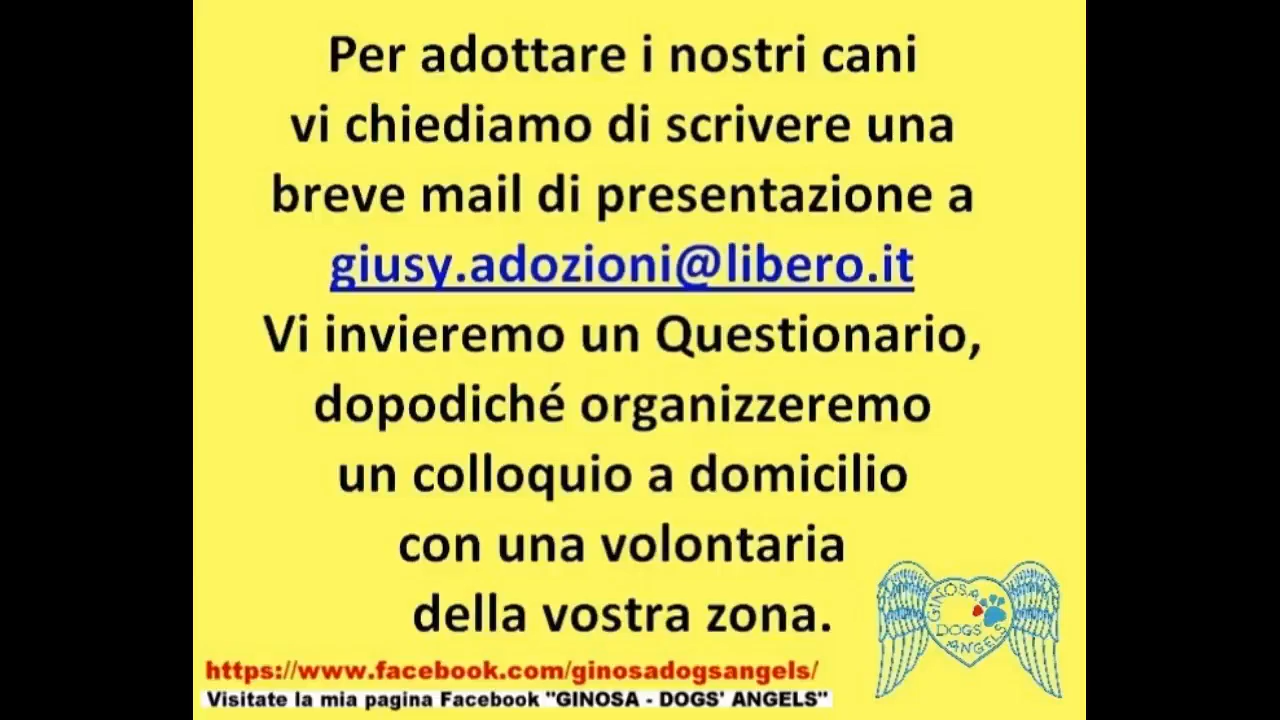 Per adottare i nostri cani
vi chiediamo di scrivere una
breve mail di presentazione a
giusy.adozioni@libero.it
Vi invieremo un Questionario,
dopodiché organizzeremo
un colloquio a domicilio
con una volontaria
della vostra zona.
GINOSA
DOGS'
ANGELS
https://www.facebook.com/ginosadogsangels/
Visitate la mia pagina Facebook "GINOSA - DOGS' ANGELS"